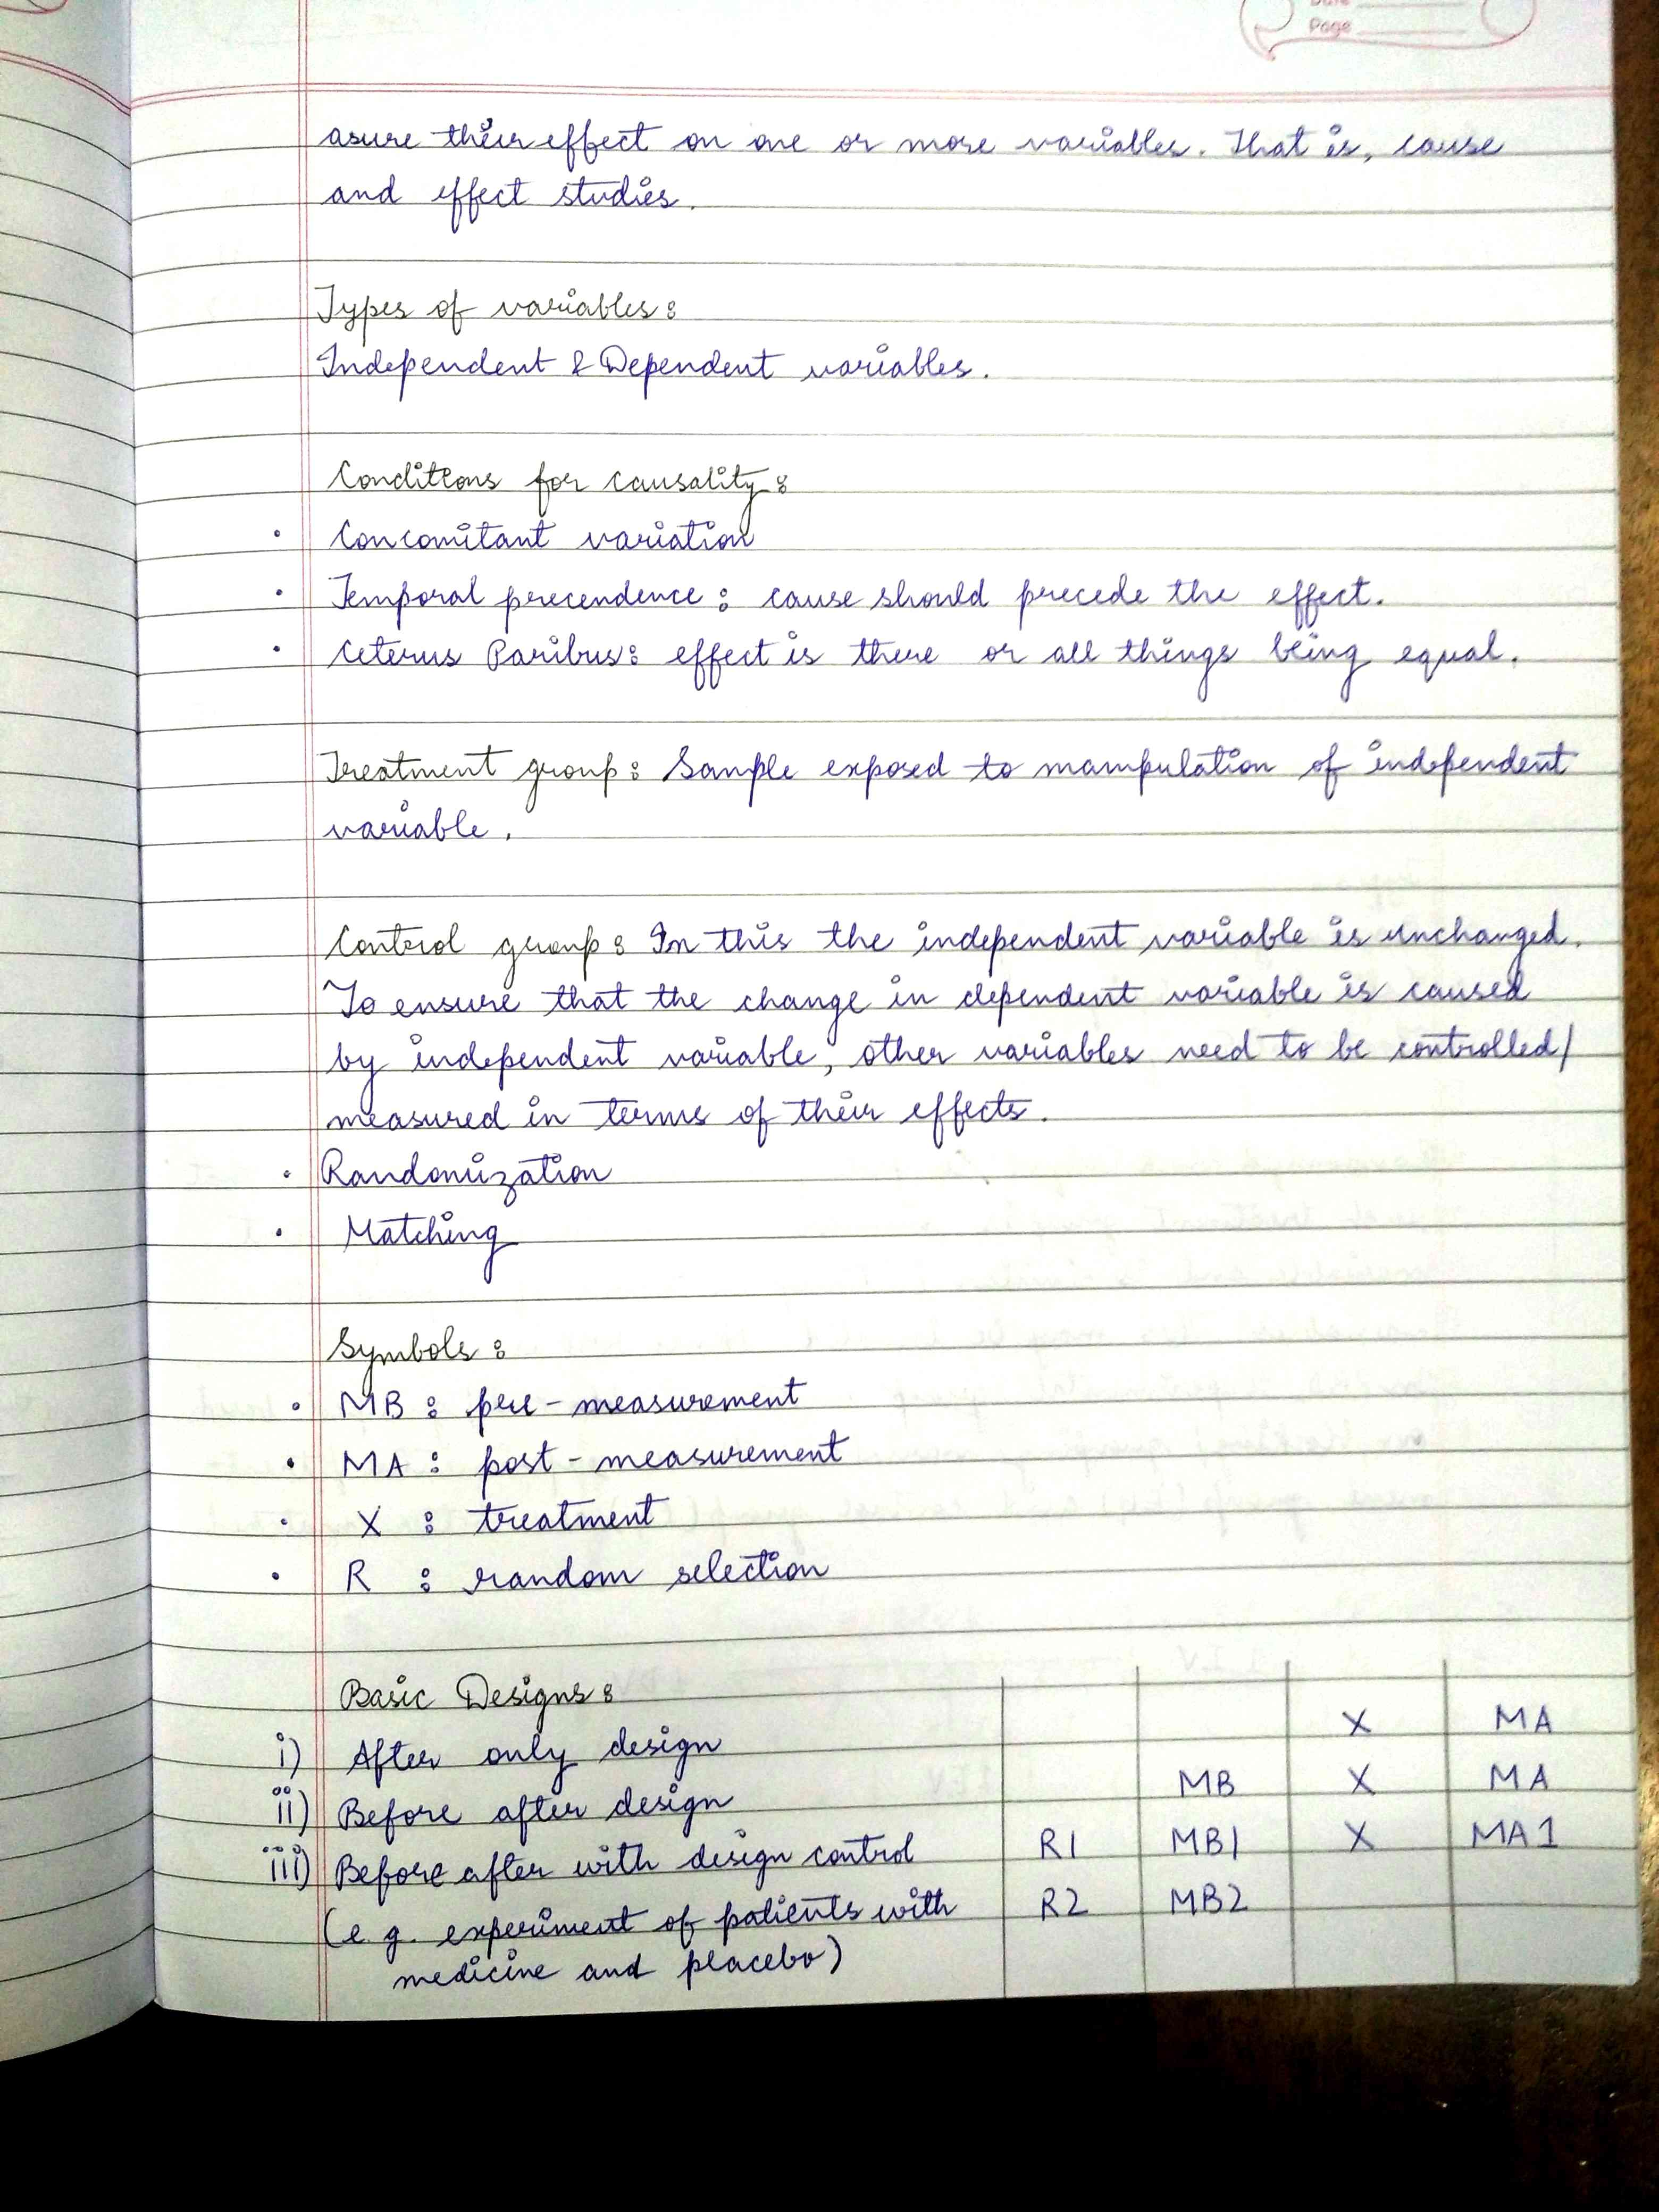 Date
Page
asure their effect on one or more variables. That is, cause
and effect studies.
Types of variables:
Independent & Dependent variables.
Conditions for causality:
• Concomitant variation
• Temporal precendence: cause should precede the effect.
• Ceterus Paribus: effect is there or all things being equal.
Treatment group: Sample exposed to manipulation of independent
variable.
Control group: In this the independent variable is unchanged.
To ensure that the change in dependent variable is caused
by independent variable, other variables need to be controlled/
measured in terms of their effects.
• Randomization
• Matching
Symbols:
• MB : pre-measurement
• MA : post-measurement
• X : treatment
• R : random selection
Basic Designs:
i) After only design X MA
ii) Before after design MB X MA
iii) Before after with design control R1 MB1 X MA1
(e.g. experiment of patients with R2 MB2
medicine and placebo)